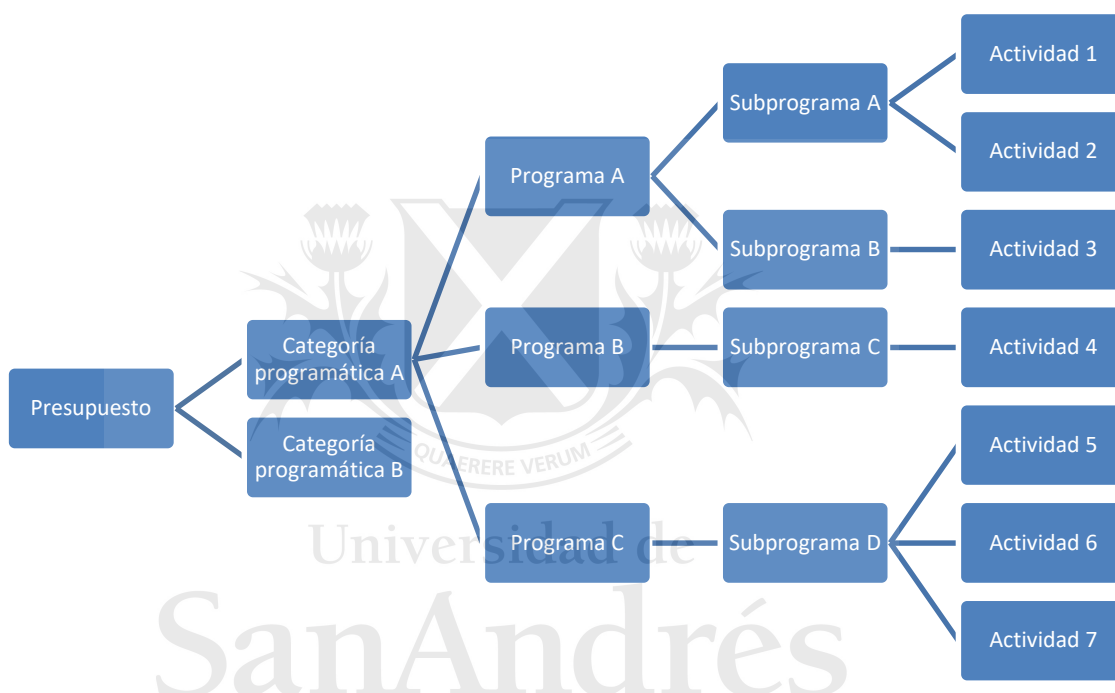 Actividad 1
Subprograma A
Actividad 2
Programa A
Subprograma B
Actividad 3
Categoría
programática A
Programa B
Subprograma C
Actividad 4
Presupuesto
Categoría
programática B
Actividad 5
QUAERERE VERUM
Programa C
Subprograma D
Actividad 6
Universidad de
SanAndrés
Actividad 7